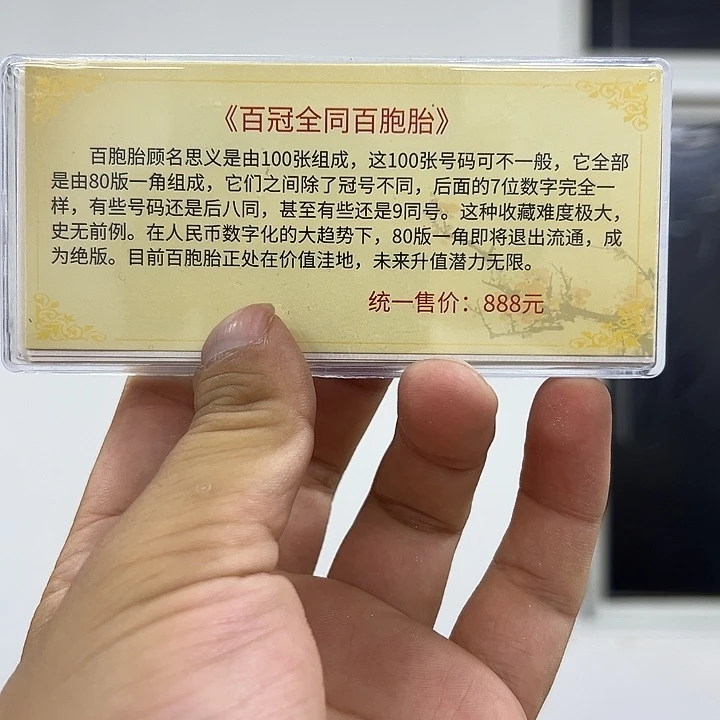 《百冠全同百胞胎》
百胞胎顾名思义是由100张组成，这100张号码可不一般，它全部
是由80版一角组成，它们之间除了冠号不同，后面的7位数字完全一
样，有些号码还是后八同，甚至有些还是9同号。这种收藏难度极大，
史无前例。在人民币数字化的大趋势下，80版一角即将退出流通，成
为绝版。目前百胞胎正处在价值洼地，未来升值潜力无限。
统一售价：888元